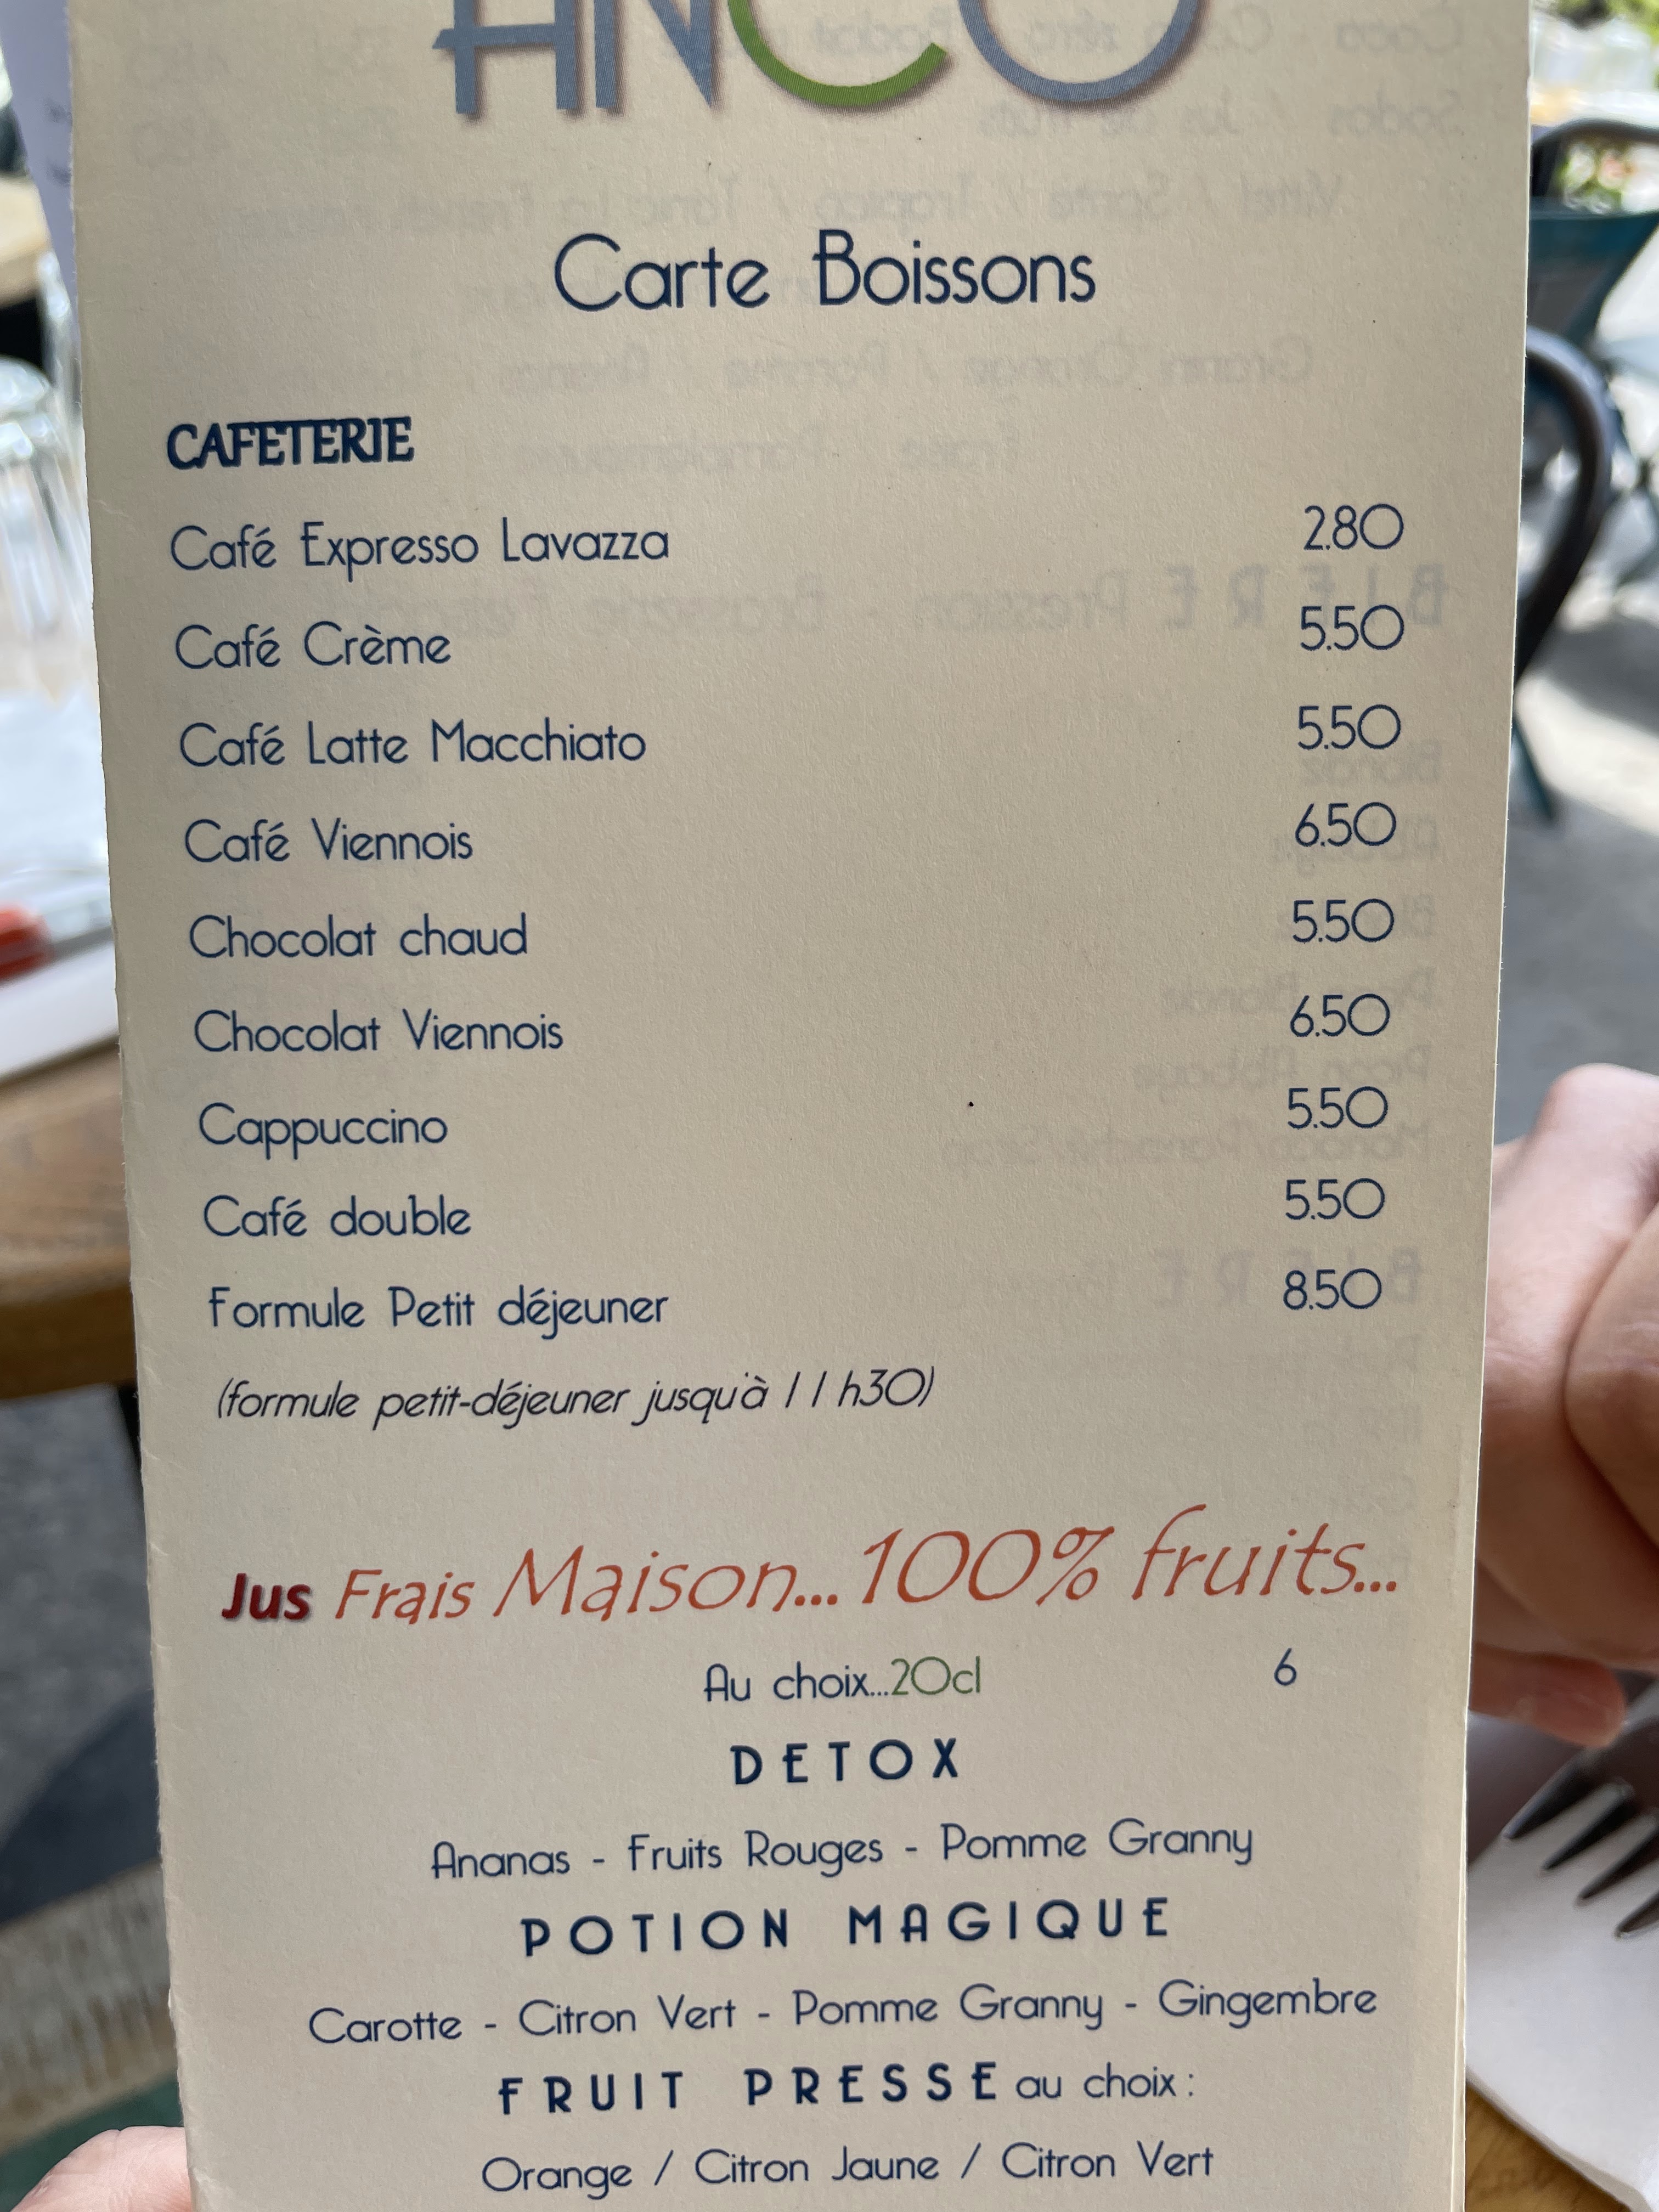 ANCO
Carte Boissons
CAFETERIE
Café Expresso Lavazza 2.80
Café Crème 5.50
Café Latte Macchiato 5.50
Café Viennois 6.50
Chocolat chaud 5.50
Chocolat Viennois 6.50
Cappuccino 5.50
Café double 5.50
Formule Petit déjeuner 8.50
(formule petit-déjeuner jusqu'à 11h30)
Jus Frais Maison...100% fruits...
Au choix...20cl 6
DETOX
Ananas - Fruits Rouges - Pomme Granny
POTION MAGIQUE
Carotte - Citron Vert - Pomme Granny - Gingembre
FRUIT PRESSE au choix :
Orange / Citron Jaune / Citron Vert